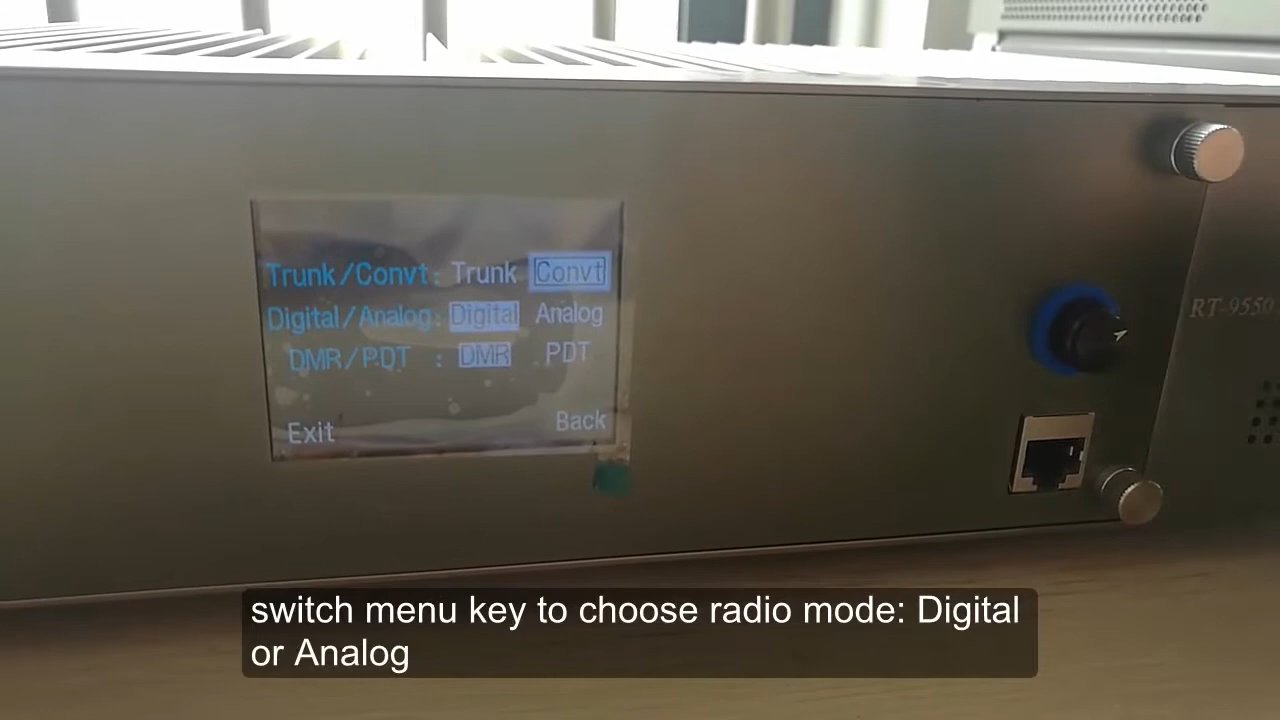 Trunk/Convt: Trunk Convt
Digital/Analog: Digital Analog
DMR/PDT : DMR PDT
Exit Back
RT-9550
switch menu key to choose radio mode: Digital
or Analog